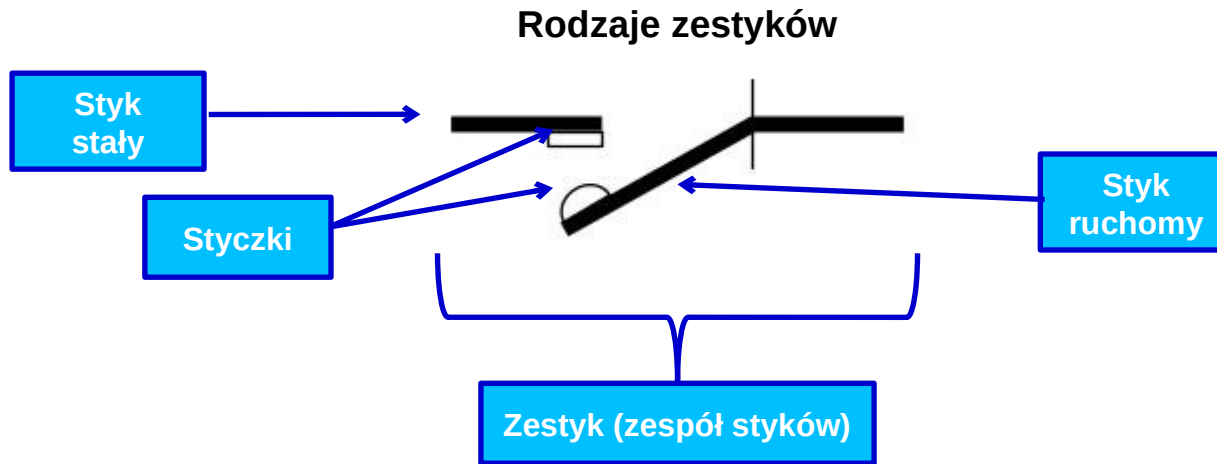 Rodzaje zestyków
Styk
stały
Styczki
Styk
ruchomy
Zestyk (zespół styków)